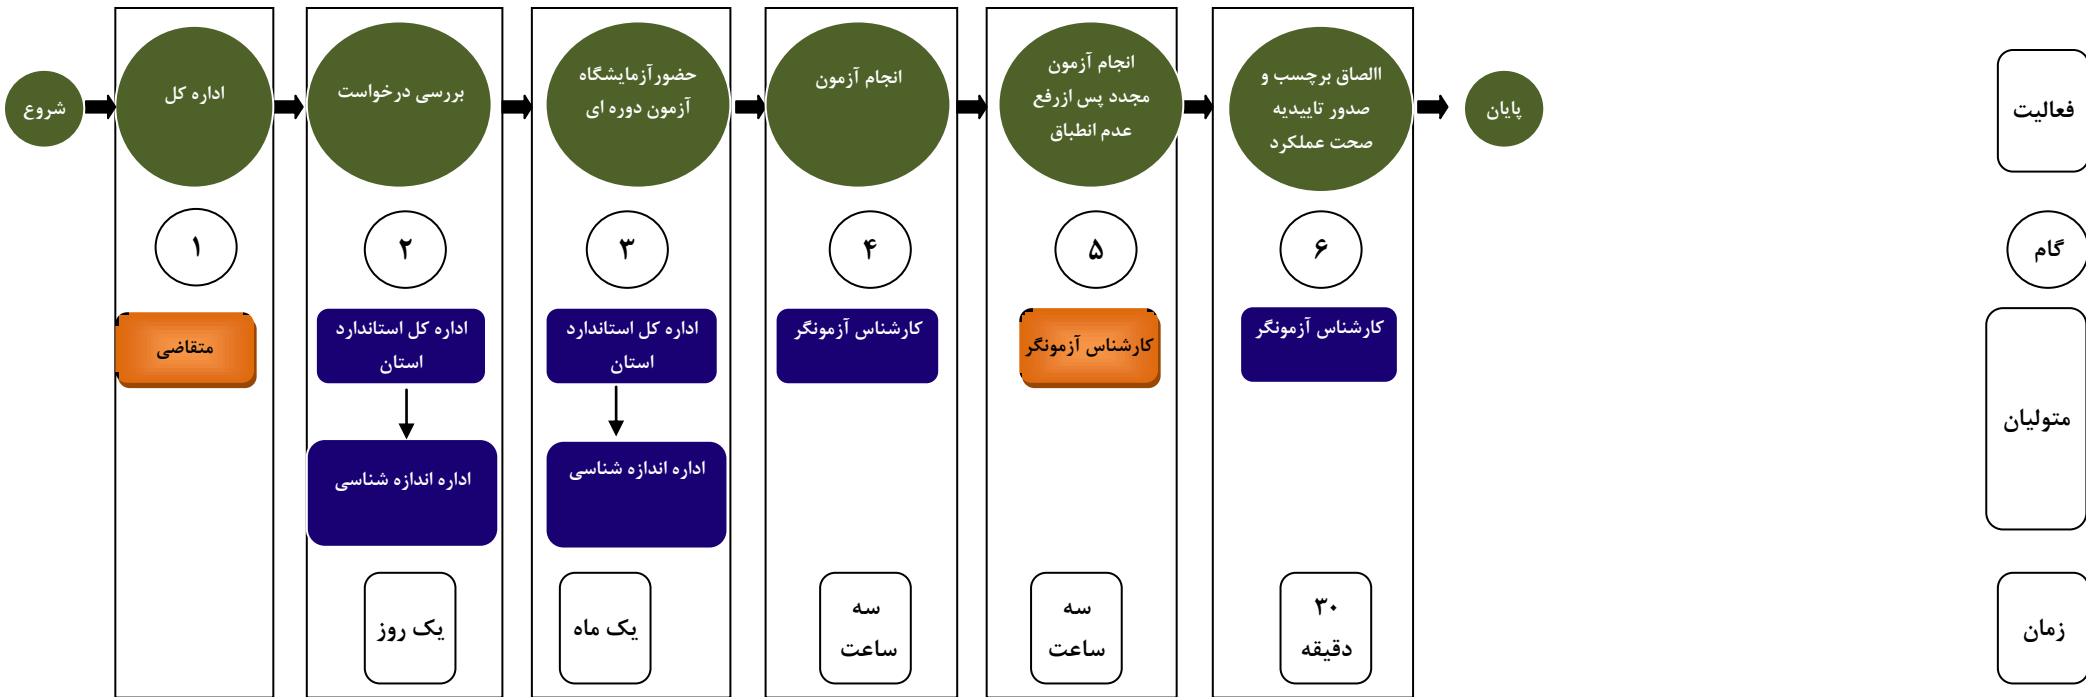 شروع
اداره کل
بررسی درخواست
حضورآزمایشگاه
آزمون دوره ای
انجام آزمون
انجام آزمون
مجدد پس ازرفع
عدم انطباق
االصاق برچسب و
صدور تاییدیه
صحت عملکرد
پایان
فعالیت
۱
۲
۳
۴
۵
۶
گام
متقاضی
اداره کل استاندارد
استان
اداره اندازه شناسی
اداره کل استاندارد
استان
اداره اندازه شناسی
کارشناس آزمونگر
کارشناس آزمونگر
کارشناس آزمونگر
متولیان
یک روز
یک ماه
سه
ساعت
سه
ساعت
۳۰
دقیقه
زمان